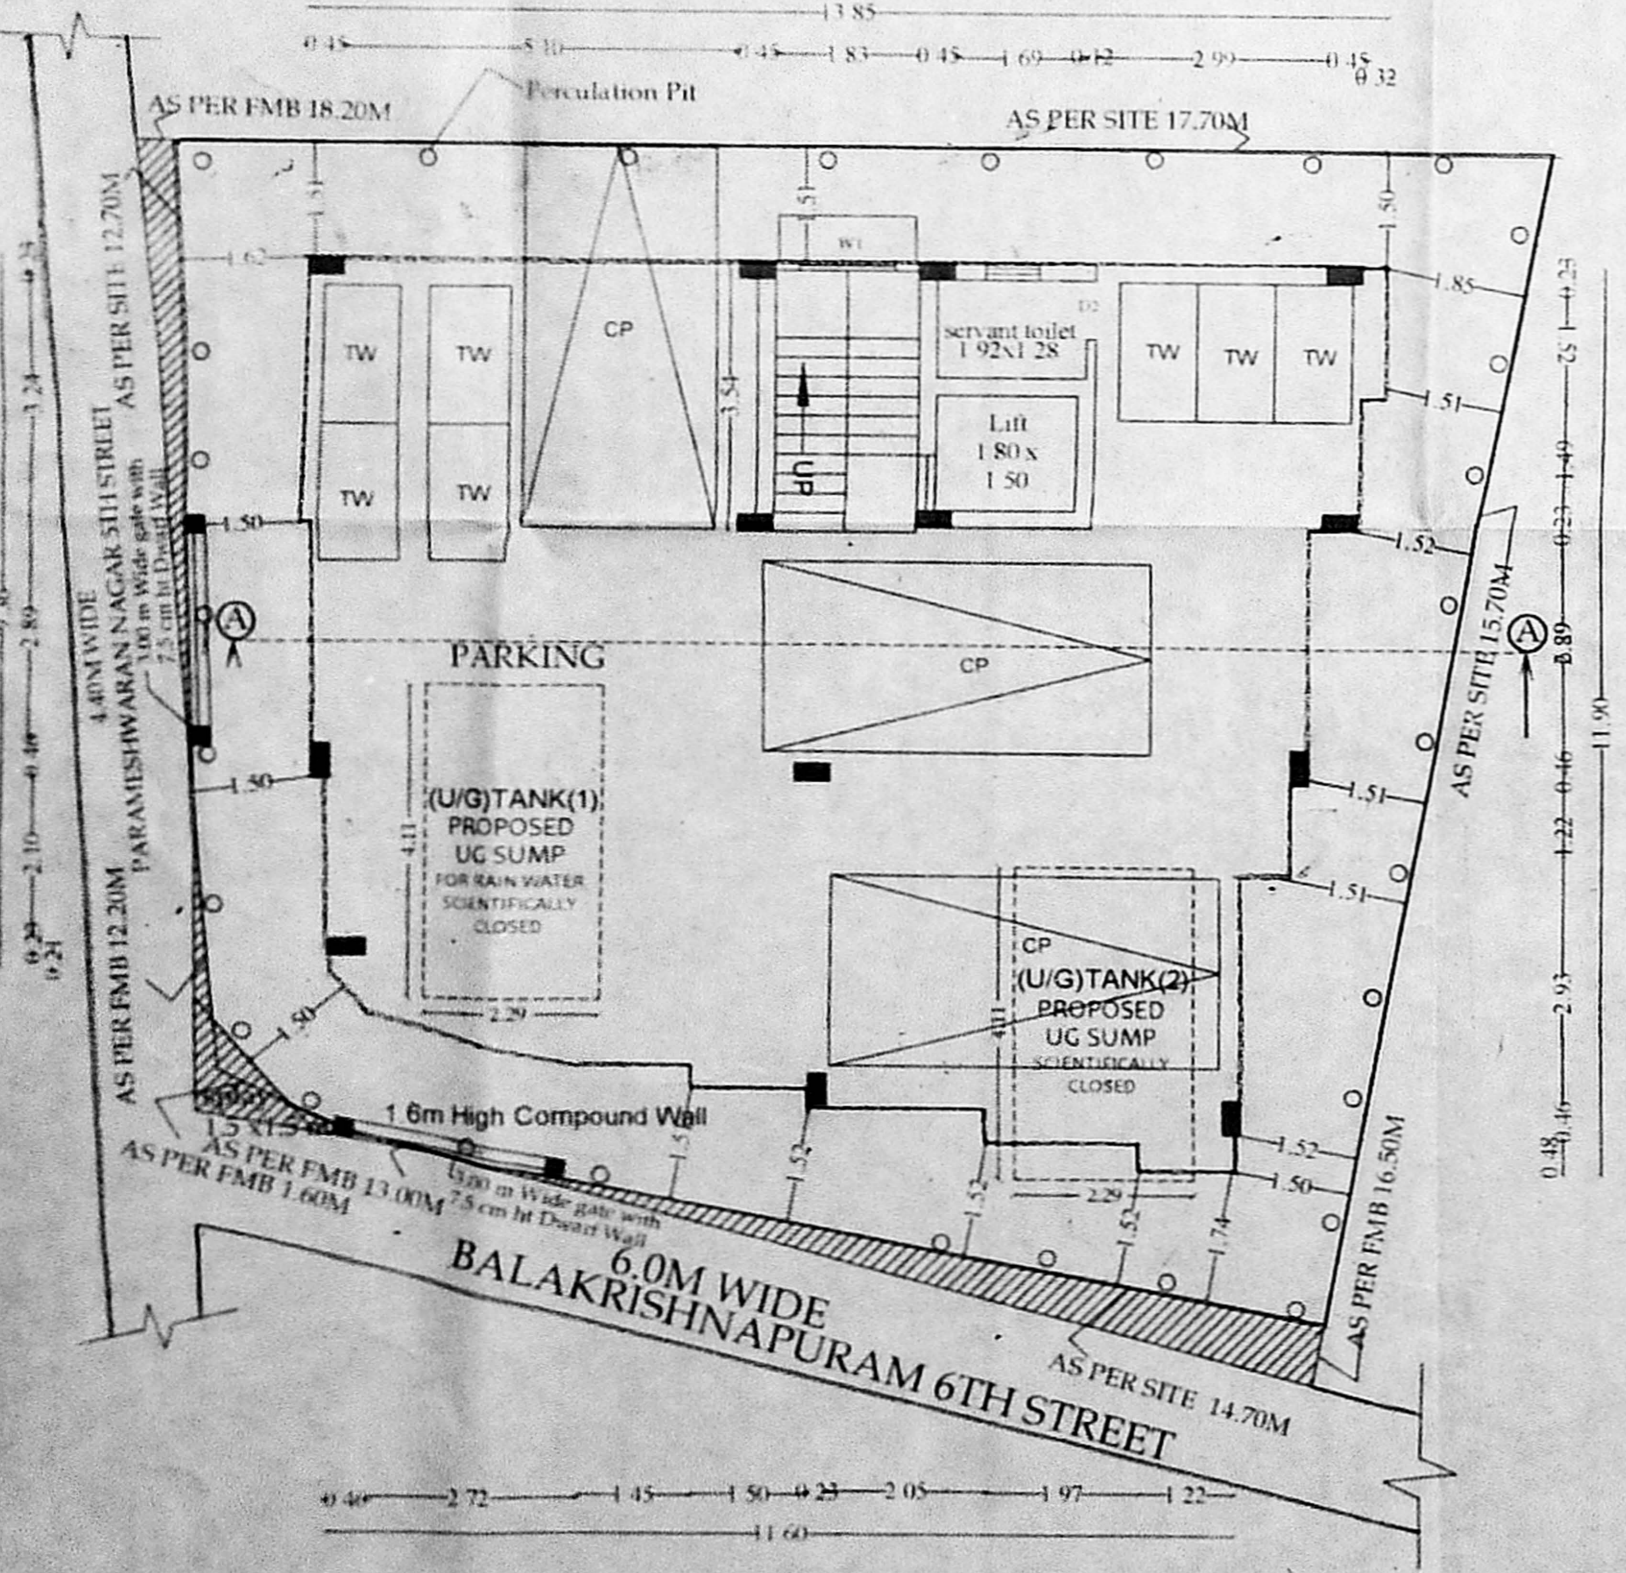 13.85
0.45 5.10 0.45 1.83 0.45 1.69 0.12 2.99 0.45
0.32
Perculation Pit
AS PER FMB 18.20M
AS PER SITE 17.70M
1.51
1.51
1.50
1.62
W1
1.85
D2
CP
servant toilet
1.92x1.28
TW TW
TW TW TW
3.54
1.51
Lift
1.80 x
1.50
UP
TW TW
1.50
1.52
A
A
PARKING
CP
1.50
1.51
(U/G)TANK(1)
PROPOSED
UG SUMP
FOR RAIN WATER
SCIENTIFICALLY
CLOSED
4.11
2.29
1.51
CP
(U/G)TANK(2)
PROPOSED
UG SUMP
SCIENTIFICALLY
CLOSED
4.11
2.29
1.50
1.6m High Compound Wall
1.52
1.52
1.52
1.74
1.52
1.50
AS PER SITE 12.70M
3.00 m Wide gate with
7.5 cm ht Dwarf Wall
4.40M WIDE
PARAMESHWARAN NAGAR 5TH STREET
AS PER FMB 12.20M
3.24
2.89
0.46
2.10
0.24
AS PER SITE 15.70M
AS PER FMB 16.50M
0.23
1.52
1.49
0.23
2.89
0.46
1.22
2.93
0.46
0.48
11.90
AS PER FMB 13.00M
AS PER FMB 1.60M
3.00 m Wide gate with
7.5 cm ht Dwarf Wall
6.0M WIDE
BALAKRISHNAPURAM 6TH STREET
AS PER SITE 14.70M
0.46 2.72 1.45 1.50 0.23 2.05 1.97 1.22
11.60